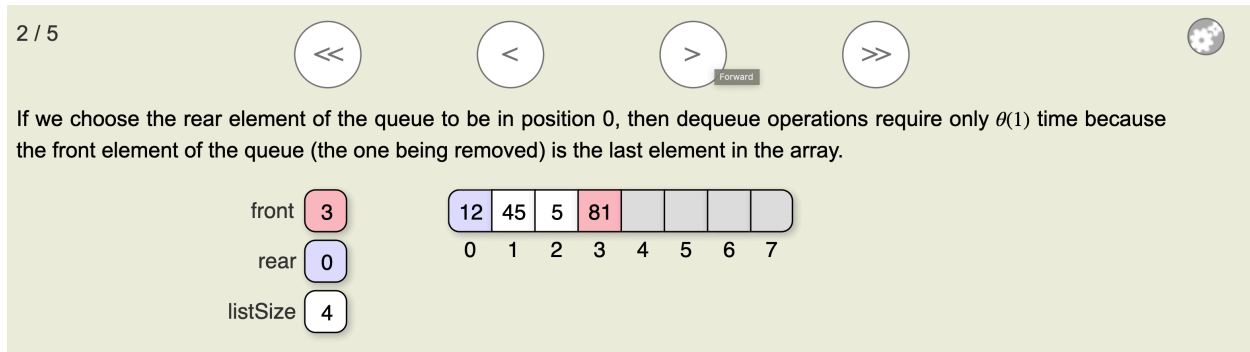 2 / 5
<< < > >>
Forward
If we choose the rear element of the queue to be in position 0, then dequeue operations require only θ(1) time because
the front element of the queue (the one being removed) is the last element in the array.
front 3 12 45 5 81
0 1 2 3 4 5 6 7
rear 0
listSize 4